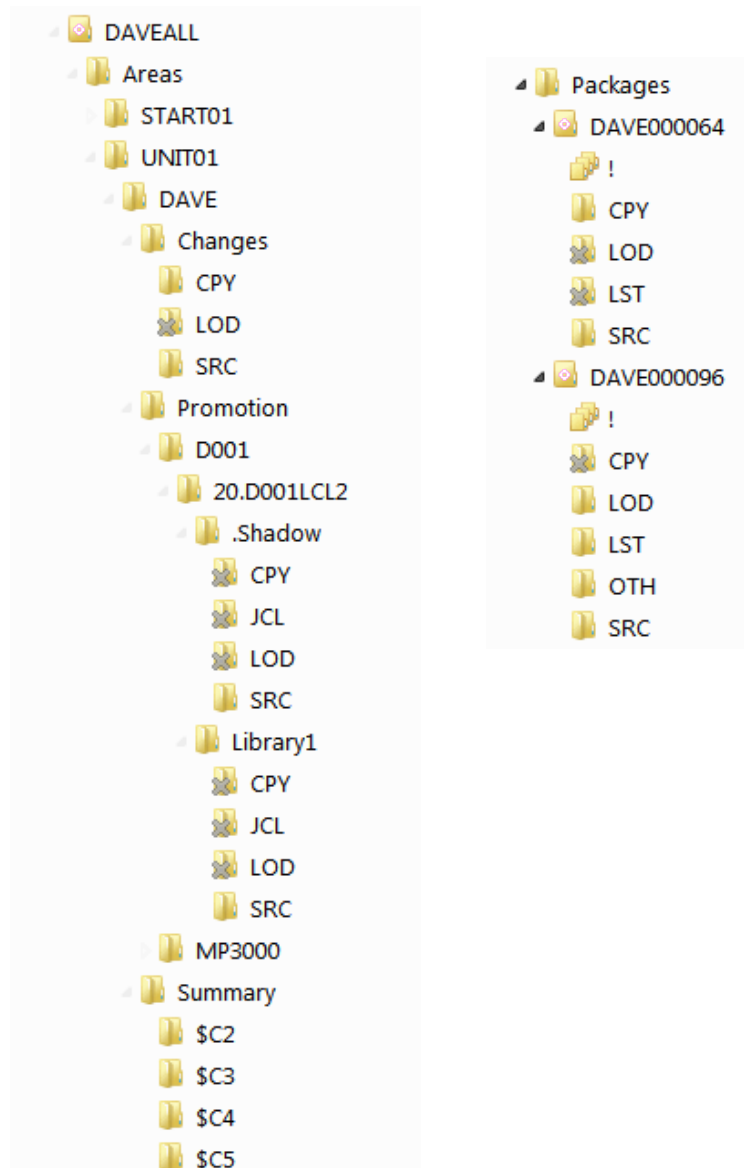 DAVEALL
Areas
START01
UNIT01
DAVE
Changes
CPY
LOD
SRC
Promotion
D001
20.D001LCL2
.Shadow
CPY
JCL
LOD
SRC
Library1
CPY
JCL
LOD
SRC
MP3000
Summary
$C2
$C3
$C4
$C5
Packages
DAVE000064
!
CPY
LOD
LST
SRC
DAVE000096
!
CPY
LOD
LST
OTH
SRC